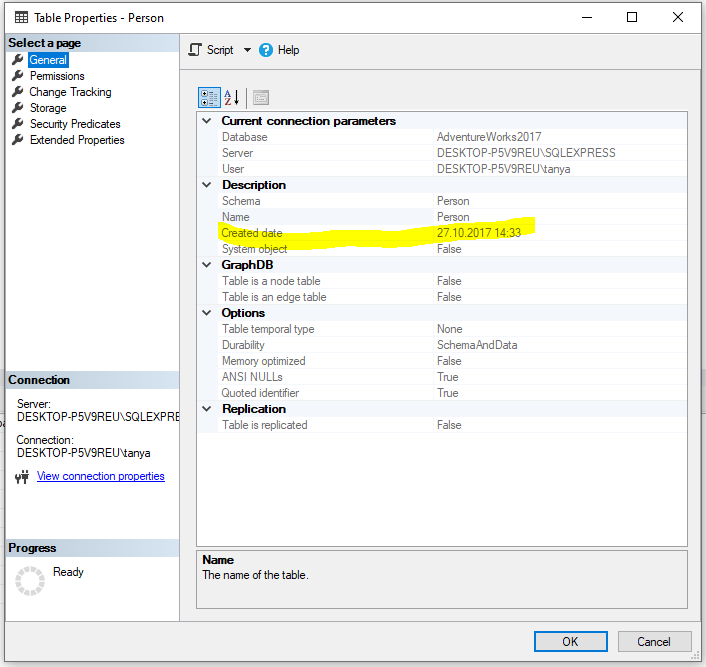 Table Properties - Person
Select a page
General
Permissions
Change Tracking
Storage
Security Predicates
Extended Properties
Script
Help
Current connection parameters
Database AdventureWorks2017
Server DESKTOP-P5V9REU\SQLEXPRESS
User DESKTOP-P5V9REU\tanya
Description
Schema Person
Name Person
Created date 27.10.2017 14:33
System object False
GraphDB
Table is a node table False
Table is an edge table False
Options
Table temporal type None
Durability SchemaAndData
Memory optimized False
ANSI NULLs True
Quoted identifier True
Replication
Table is replicated False
Connection
Server:
DESKTOP-P5V9REU\SQLEXPRE
Connection:
DESKTOP-P5V9REU\tanya
View connection properties
Progress
Ready
Name
The name of the table.
OK
Cancel